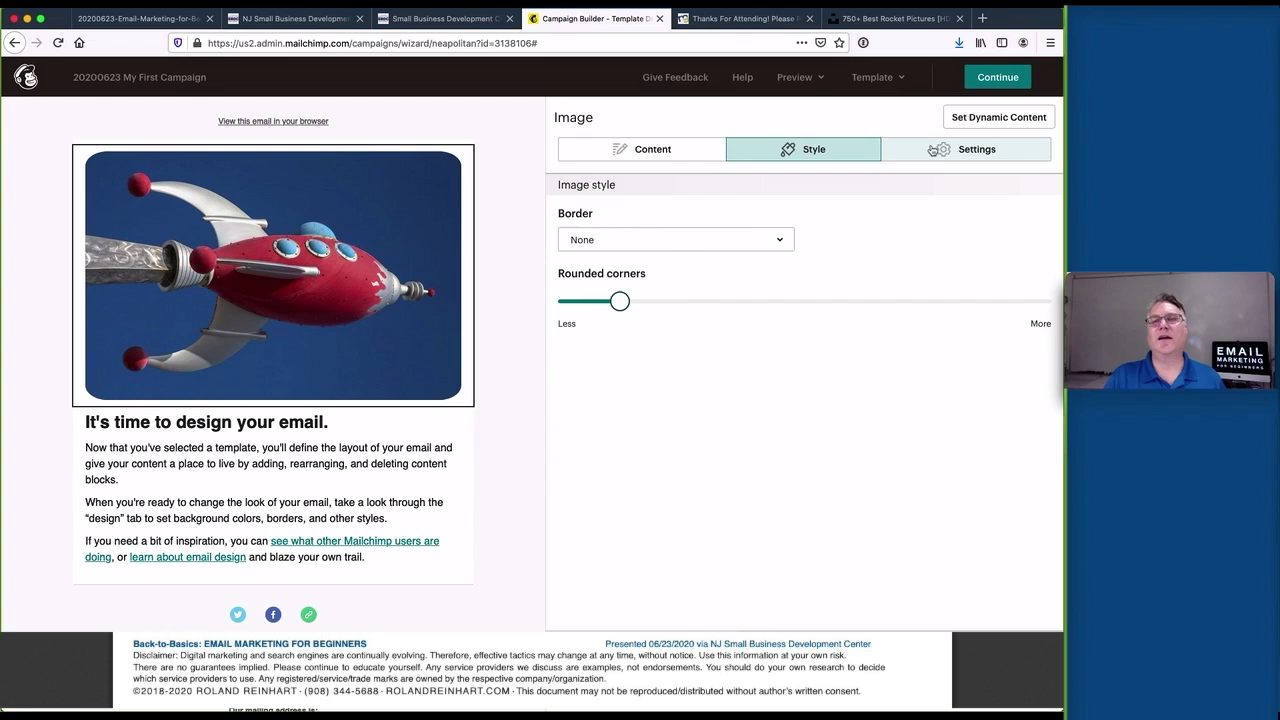 20200623-Email-Marketing-for-Be
NJ Small Business Developmen
Small Business Development C
Campaign Builder - Template D
Thanks For Attending! Please P
750+ Best Rocket Pictures [HD
https://us2.admin.mailchimp.com/campaigns/wizard/neapolitan?id=3138106#
20200623 My First Campaign
Give Feedback
Help
Preview
Template
Continue
View this email in your browser
Image
Set Dynamic Content
Content
Style
Settings
Image style
Border
None
Rounded corners
Less
More
EMAIL
MARKETING
FOR BEGINNERS
It's time to design your email.
Now that you've selected a template, you'll define the layout of your email and
give your content a place to live by adding, rearranging, and deleting content
blocks.
When you're ready to change the look of your email, take a look through the
“design” tab to set background colors, borders, and other styles.
If you need a bit of inspiration, you can see what other Mailchimp users are
doing, or learn about email design and blaze your own trail.
Back-to-Basics: EMAIL MARKETING FOR BEGINNERS
Presented 06/23/2020 via NJ Small Business Development Center
Disclaimer: Digital marketing and search engines are continually evolving. Therefore, effective tactics may change at any time, without notice. Use this information at your own risk.
There are no guarantees implied. Please continue to educate yourself. Any service providers we discuss are examples, not endorsements. You should do your own research to decide
which service providers to use. Any registered/service/trade marks are owned by the respective company/organization.
©2018-2020 ROLAND REINHART · (908) 344-5688 · ROLANDREINHART.COM · This document may not be reproduced/distributed without author's written consent.
Our mailing address is: